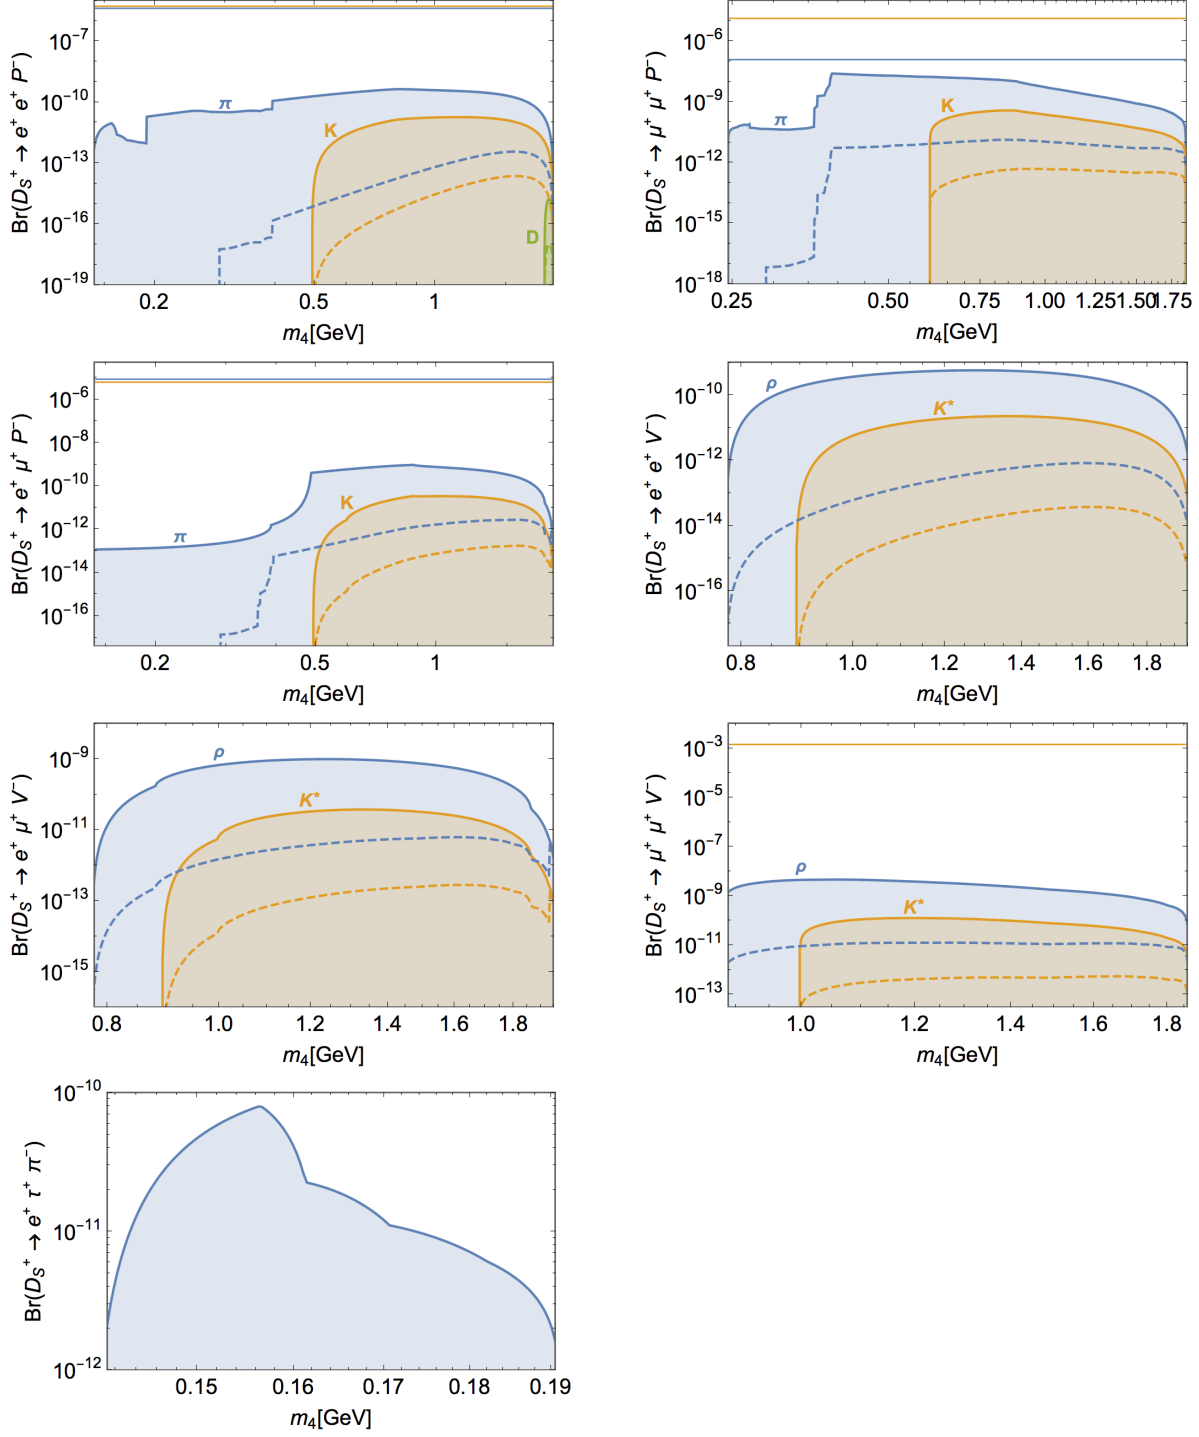 Br(D_S^+ → e^+ e^+ P^-)
10^-7
10^-10
10^-13
10^-16
10^-19
π
K
D
0.2 0.5 1
m_4[GeV]
Br(D_S^+ → μ^+ μ^+ P^-)
10^-6
10^-9
10^-12
10^-15
10^-18
π
K
0.25 0.50 0.75 1.00 1.25 1.50 1.75
m_4[GeV]
Br(D_S^+ → e^+ μ^+ P^-)
10^-6
10^-8
10^-10
10^-12
10^-14
10^-16
π
K
0.2 0.5 1
m_4[GeV]
Br(D_S^+ → e^+ e^+ V^-)
10^-10
10^-12
10^-14
10^-16
ρ
K*
0.8 1.0 1.2 1.4 1.6 1.8
m_4[GeV]
Br(D_S^+ → e^+ μ^+ V^-)
10^-9
10^-11
10^-13
10^-15
ρ
K*
0.8 1.0 1.2 1.4 1.6 1.8
m_4[GeV]
Br(D_S^+ → μ^+ μ^+ V^-)
10^-3
10^-5
10^-7
10^-9
10^-11
10^-13
ρ
K*
1.0 1.2 1.4 1.6 1.8
m_4[GeV]
Br(D_S^+ → e^+ τ^+ π^-)
10^-10
10^-11
10^-12
0.15 0.16 0.17 0.18 0.19
m_4[GeV]